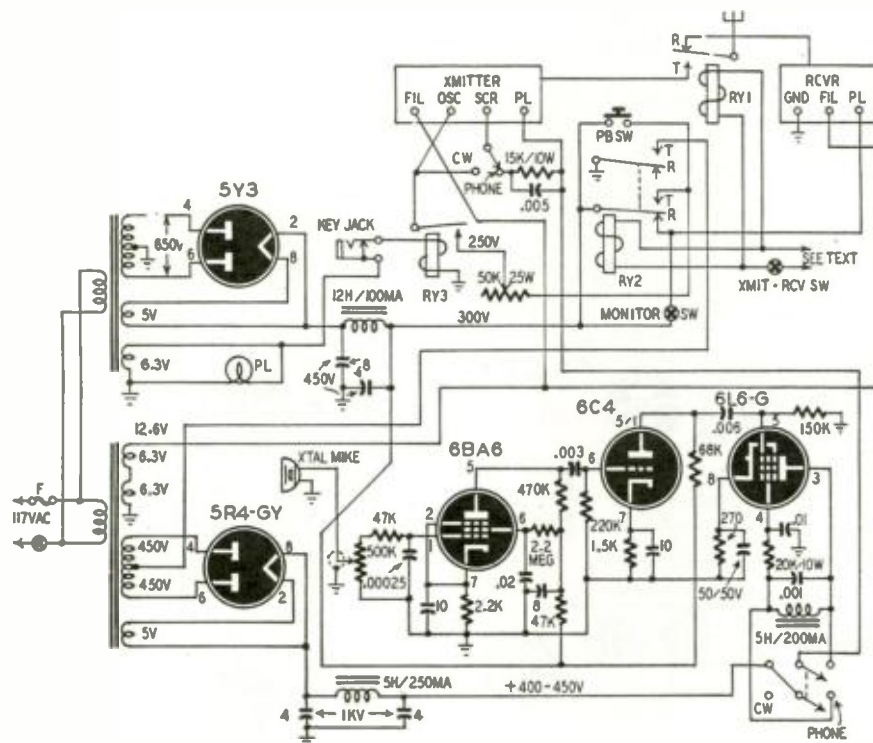 R
T
RY1
XMITTER
FIL OSC SCR PL
RCVR
GND FIL PL
PB SW
CW
PHONE
15K/10W
.005
T
R
T
R
5Y3
4
2
650V
6
8
5V
6.3V
PL
KEY JACK
250V
RY3
50K 25W
RY2
SEE TEXT
XMIT-RCV SW
12H/100MA
300V
MONITOR SW
450V
8
4
12.6V
6.3V
6.3V
F
117VAC
XTAL MIKE
5R4-GY
450V
4
8
450V
6
2
5V
6BA6
5
47K
2
1
6
500K
.00025
7
10
2.2K
.02
8
47K
2.2
MEG
470K
.003
6C4
5/1
6
7
220K
1.5K
10
68K
6L6-G
.005
5
150K
8
3
4
270
.01
50/50V
20K-10W
.001
5H/200MA
5H/250MA
+400-450V
4
1KV
4
CW
PHONE